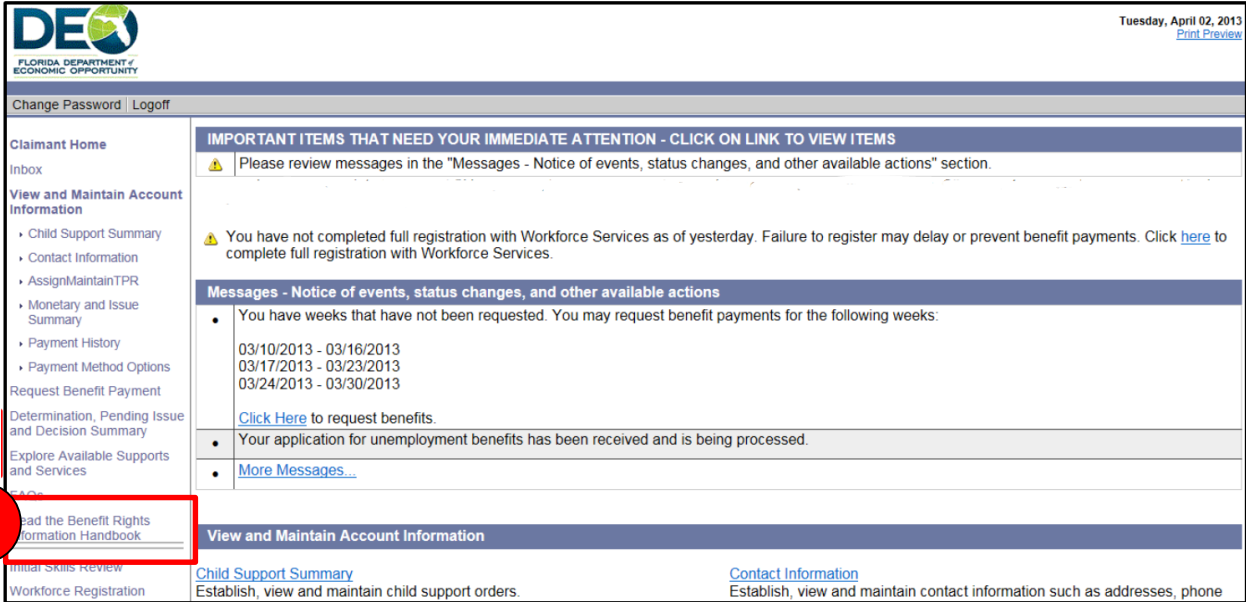 DEO
FLORIDA DEPARTMENT of
ECONOMIC OPPORTUNITY
Tuesday, April 02, 2013
Print Preview
Change Password | Logoff
Claimant Home
Inbox
View and Maintain Account
Information
Child Support Summary
Contact Information
AssignMaintainTPR
Monetary and Issue
Summary
Payment History
Payment Method Options
Request Benefit Payment
Determination, Pending Issue
and Decision Summary
Explore Available Supports
and Services
FAQs
ead the Benefit Rights
formation Handbook
Initial Skills Review
Workforce Registration
IMPORTANT ITEMS THAT NEED YOUR IMMEDIATE ATTENTION - CLICK ON LINK TO VIEW ITEMS
Please review messages in the "Messages - Notice of events, status changes, and other available actions" section.
You have not completed full registration with Workforce Services as of yesterday. Failure to register may delay or prevent benefit payments. Click here to
complete full registration with Workforce Services.
Messages - Notice of events, status changes, and other available actions
You have weeks that have not been requested. You may request benefit payments for the following weeks:
03/10/2013 - 03/16/2013
03/17/2013 - 03/23/2013
03/24/2013 - 03/30/2013
Click Here to request benefits.
Your application for unemployment benefits has been received and is being processed.
More Messages...
View and Maintain Account Information
Child Support Summary
Establish, view and maintain child support orders.
Contact Information
Establish, view and maintain contact information such as addresses, phone